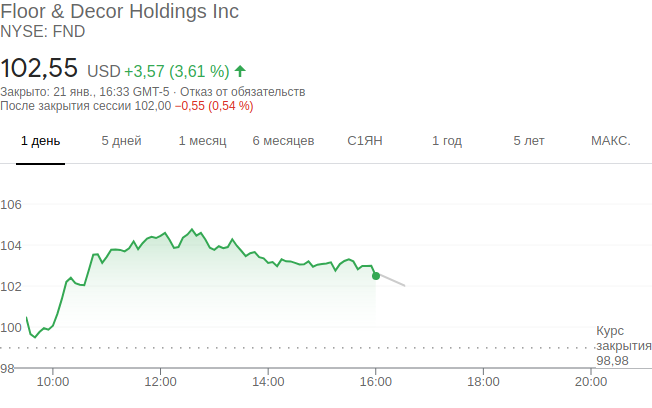 Floor & Decor Holdings Inc
NYSE: FND
102,55 USD +3,57 (3,61 %)
Закрыто: 21 янв., 16:33 GMT-5 · Отказ от обязательств
После закрытия сессии 102,00 −0,55 (0,54 %)
1 день 5 дней 1 месяц 6 месяцев С1ЯН 1 год 5 лет МАКС.
106
104
102
100
98
Курс
закрытия
98,98
10:00 12:00 14:00 16:00 18:00 20:00